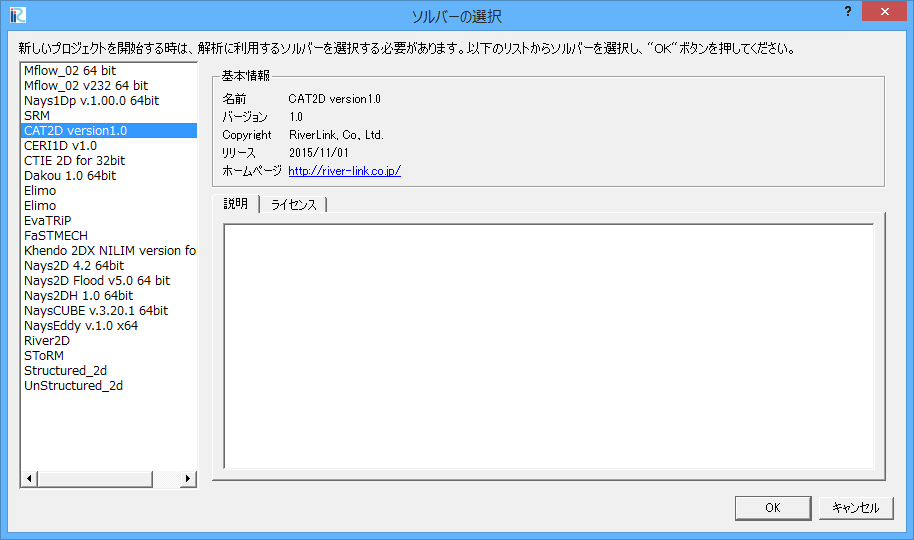 ソルバーの選択
?
新しいプロジェクトを開始する時は、解析に利用するソルバーを選択する必要があります。以下のリストからソルバーを選択し、“OK“ボタンを押してください。
Mflow_02 64 bit
Mflow_02 v232 64 bit
Nays1Dp v.1.00.0 64bit
SRM
CAT2D version1.0
CERI1D v1.0
CTIE 2D for 32bit
Dakou 1.0 64bit
Elimo
Elimo
EvaTRiP
FaSTMECH
Khendo 2DX NILIM version fo
Nays2D 4.2 64bit
Nays2D Flood v5.0 64 bit
Nays2DH 1.0 64bit
NaysCUBE v.3.20.1 64bit
NaysEddy v.1.0 x64
River2D
SToRM
Structured_2d
UnStructured_2d
基本情報
名前 CAT2D version1.0
バージョン 1.0
Copyright RiverLink, Co., Ltd.
リリース 2015/11/01
ホームページ http://river-link.co.jp/
説明 ライセンス
OK キャンセル